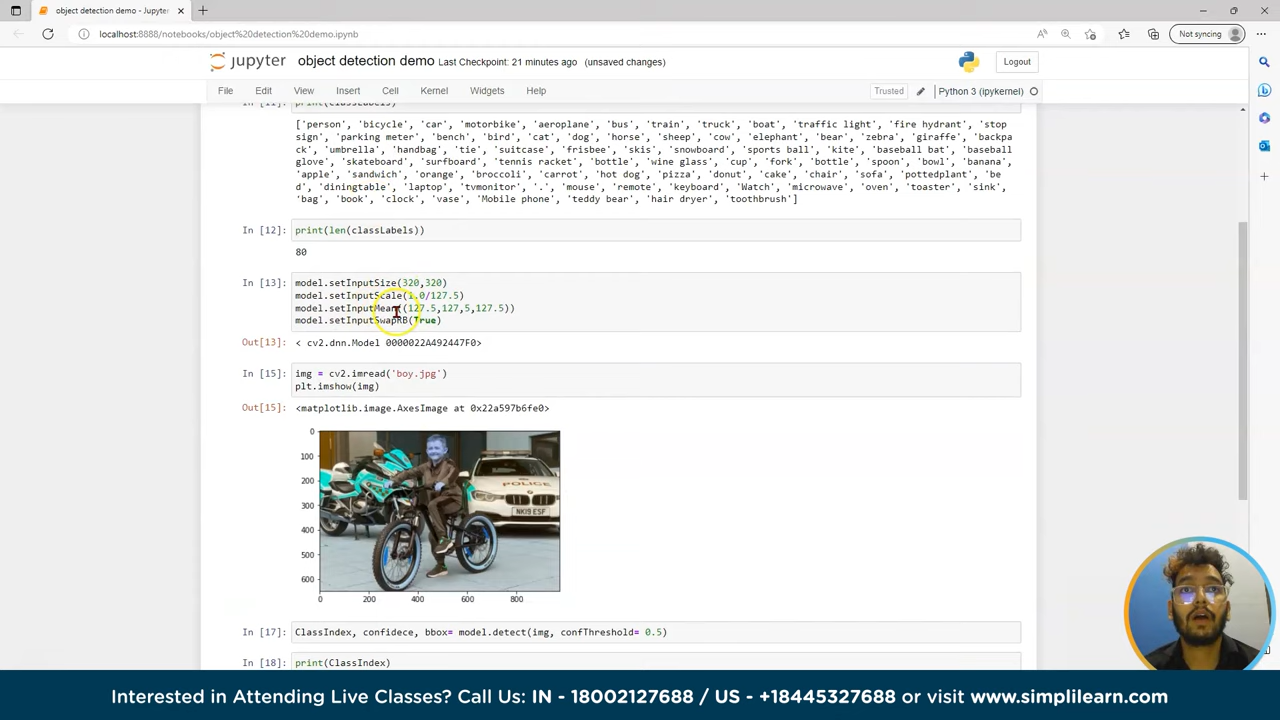 object detection demo - Jupyter
localhost:8888/notebooks/object%20detection%20demo.ipynb
Not syncing
jupyter object detection demo Last Checkpoint: 21 minutes ago (unsaved changes)
Logout
File Edit View Insert Cell Kernel Widgets Help
Trusted Python 3 (ipykernel)
In [11]: print(classLabels)
['person', 'bicycle', 'car', 'motorbike', 'aeroplane', 'bus', 'train', 'truck', 'boat', 'traffic light', 'fire hydrant', 'stop
sign', 'parking meter', 'bench', 'bird', 'cat', 'dog', 'horse', 'sheep', 'cow', 'elephant', 'bear', 'zebra', 'giraffe', 'backpa
ck', 'umbrella', 'handbag', 'tie', 'suitcase', 'frisbee', 'skis', 'snowboard', 'sports ball', 'kite', 'baseball bat', 'baseball
glove', 'skateboard', 'surfboard', 'tennis racket', 'bottle', 'wine glass', 'cup', 'fork', 'bottle', 'spoon', 'bowl', 'banana',
'apple', 'sandwich', 'orange', 'broccoli', 'carrot', 'hot dog', 'pizza', 'donut', 'cake', 'chair', 'sofa', 'pottedplant', 'be
d', 'diningtable', 'laptop', 'tvmonitor', '.', 'mouse', 'remote', 'keyboard', 'Watch', 'microwave', 'oven', 'toaster', 'sink',
'bag', 'book', 'clock', 'vase', 'Mobile phone', 'teddy bear', 'hair dryer', 'toothbrush']
In [12]: print(len(classLabels))
80
In [13]: model.setInputSize(320,320)
model.setInputScale(1.0/127.5)
model.setInputMean((127.5,127,5,127.5))
model.setInputSwapRB(True)
Out[13]: < cv2.dnn.Model 0000022A492447F0>
In [15]: img = cv2.imread('boy.jpg')
plt.imshow(img)
Out[15]: <matplotlib.image.AxesImage at 0x22a597b6fe0>
0
100
200
300
400
500
600
0 200 400 600 800
POLICE
NK19 ESF
In [17]: ClassIndex, confidece, bbox= model.detect(img, confThreshold= 0.5)
In [18]: print(ClassIndex)
Interested in Attending Live Classes? Call Us: IN - 18002127688 / US - +18445327688 or visit www.simplilearn.com